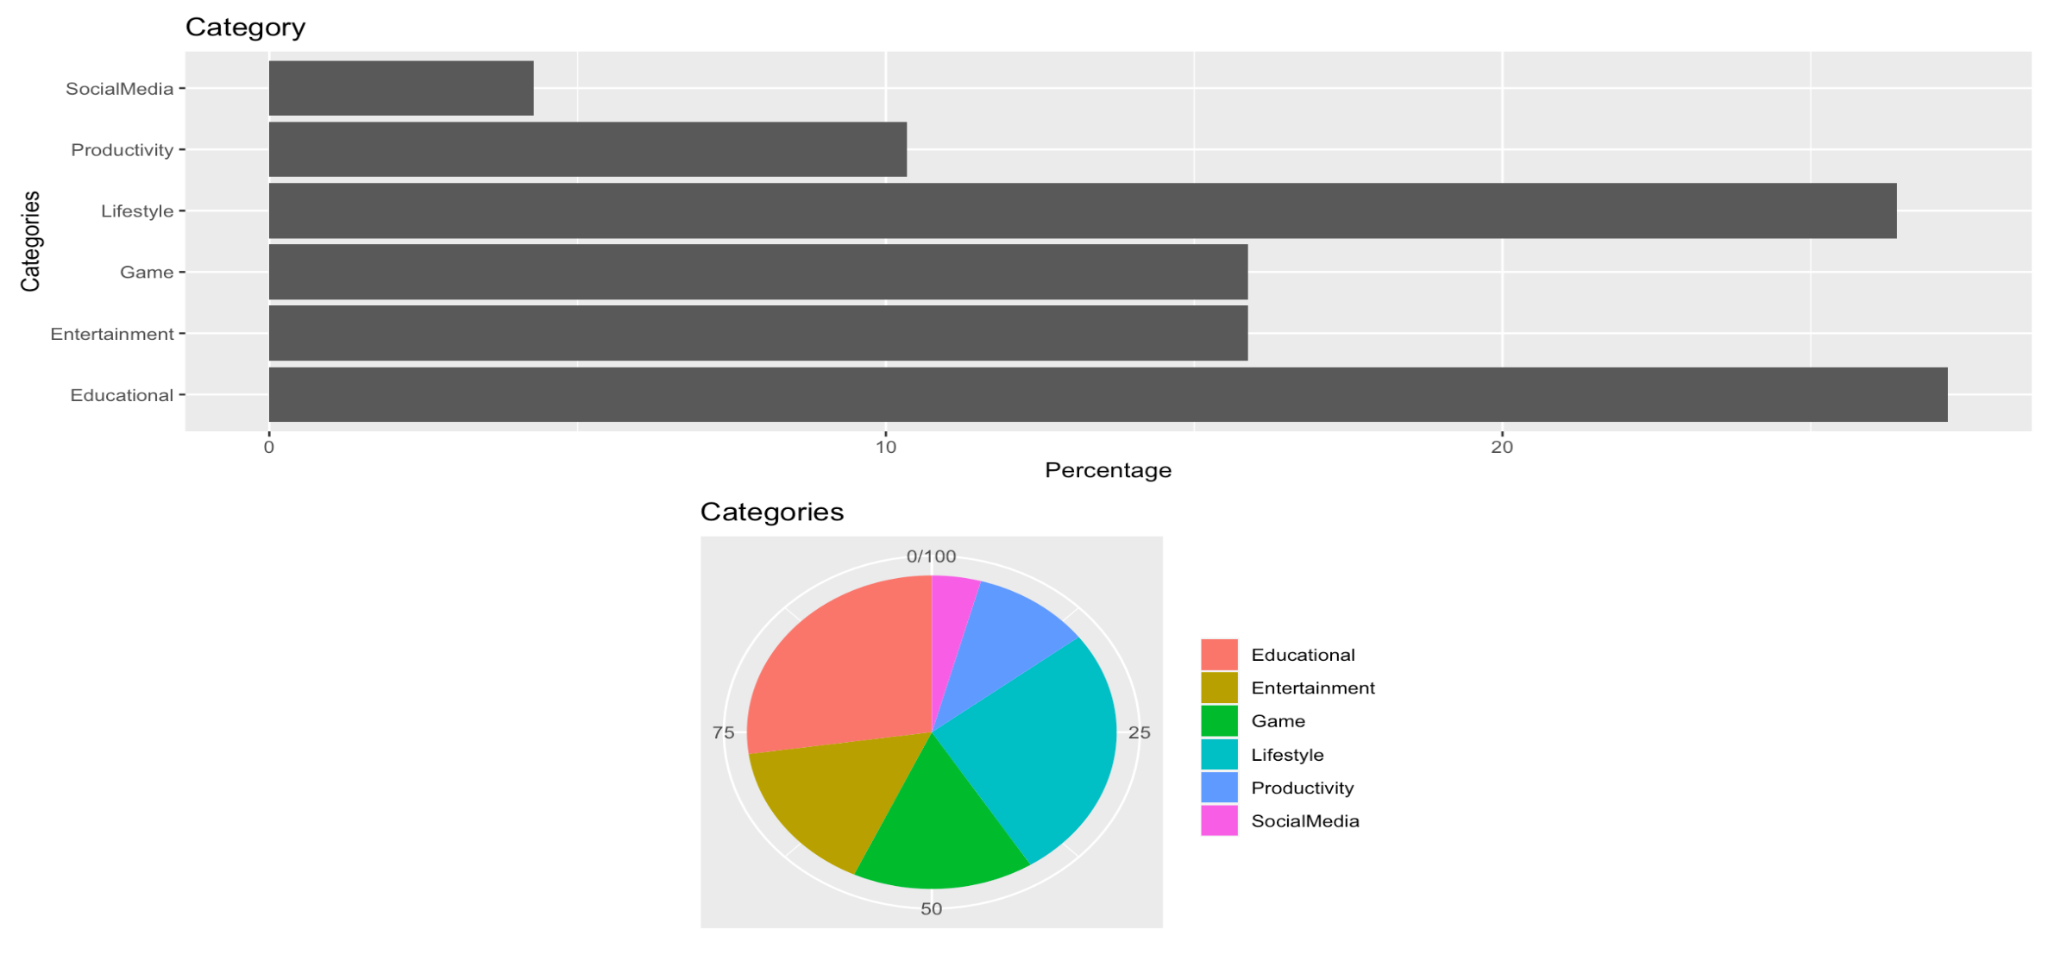 Category
SocialMedia
Productivity
Lifestyle
Game
Entertainment
Educational
Categories
0 10 20
Percentage
Categories
0/100
75
25
50
Educational
Entertainment
Game
Lifestyle
Productivity
SocialMedia